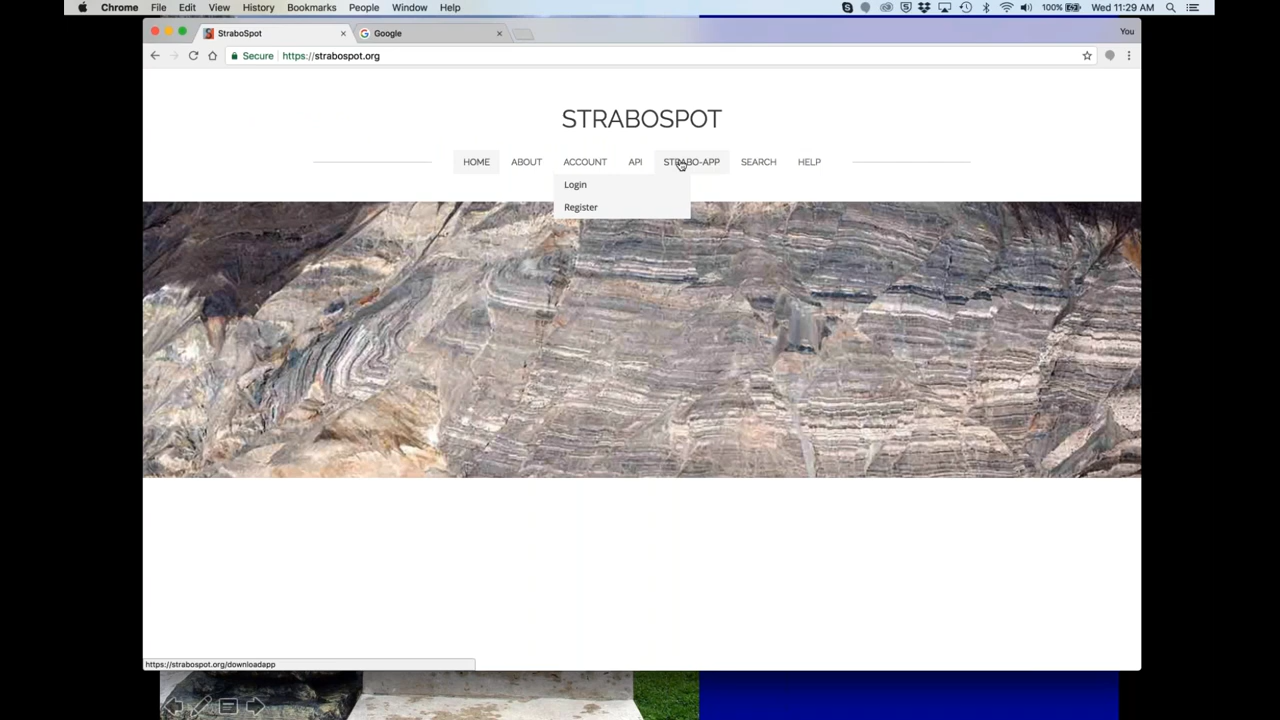 Chrome File Edit View History Bookmarks People Window Help 100% Wed 11:29 AM
StraboSpot Google You
Secure https://strabospot.org
STRABOSPOT
HOME ABOUT ACCOUNT API STRABO-APP SEARCH HELP
Login
Register
https://strabospot.org/downloadapp